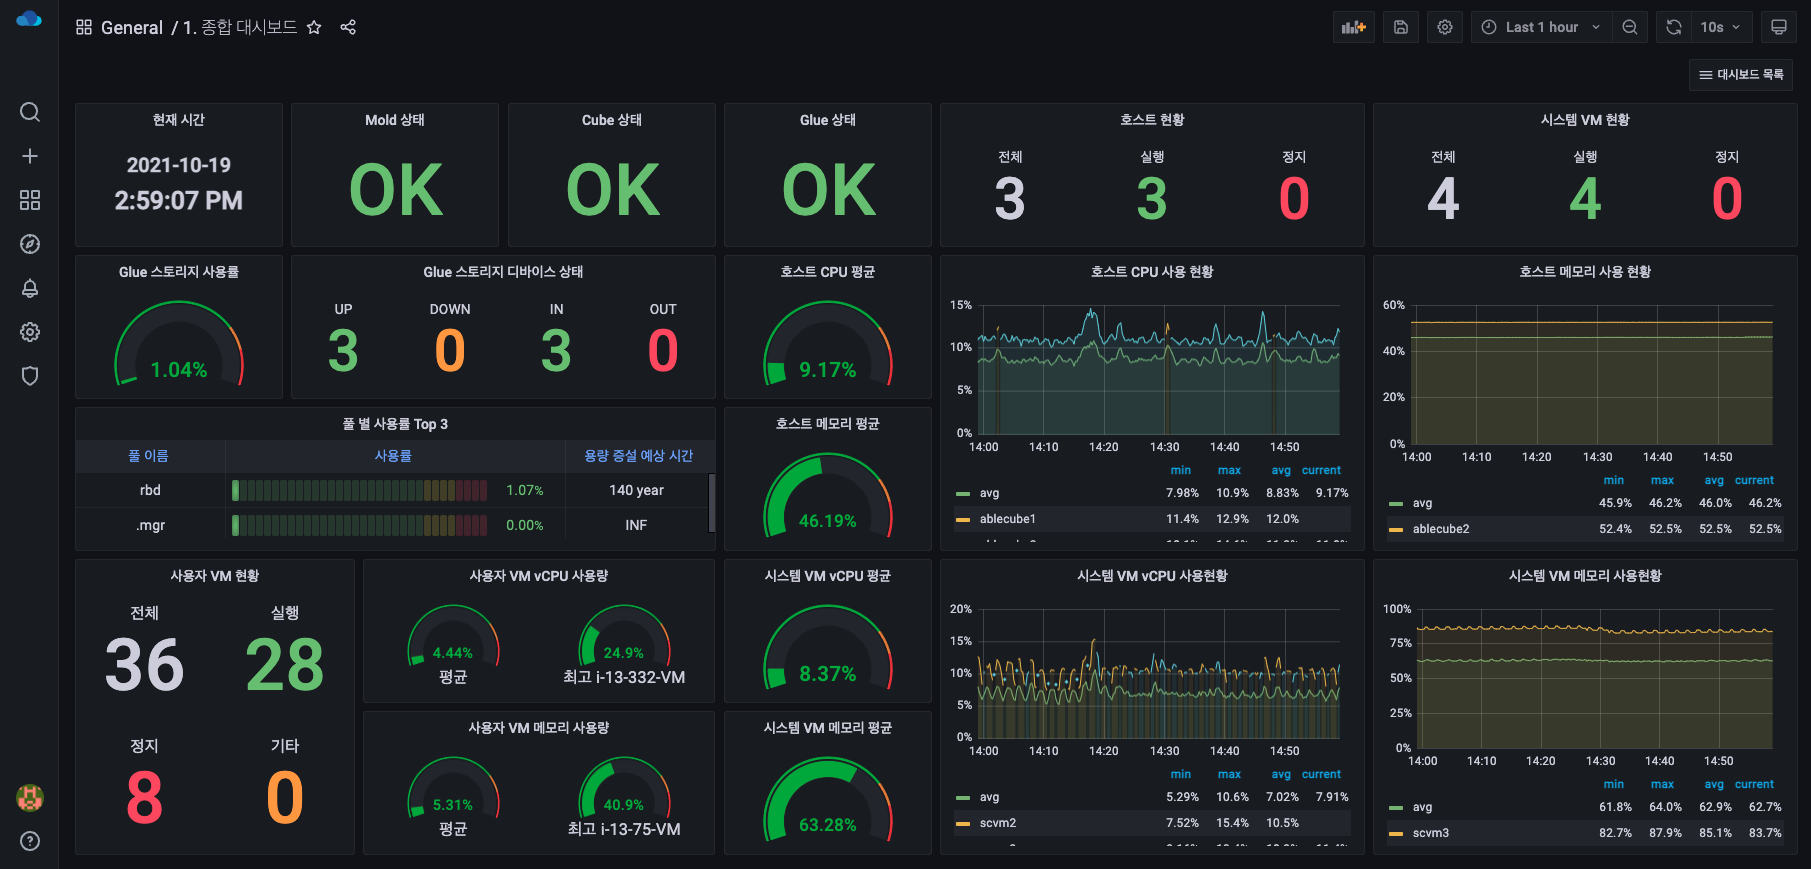 General / 1. 종합 대시보드
Last 1 hour
10s
대시보드 목록
현재 시간
2021-10-19
2:59:07 PM
Mold 상태
OK
Cube 상태
OK
Glue 상태
OK
호스트 현황
전체 실행 정지
3 3 0
시스템 VM 현황
전체 실행 정지
4 4 0
Glue 스토리지 사용률
1.04%
Glue 스토리지 디바이스 상태
UP DOWN IN OUT
3 0 3 0
호스트 CPU 평균
9.17%
호스트 CPU 사용 현황
15%
10%
5%
0%
14:00 14:10 14:20 14:30 14:40 14:50
min max avg current
avg 7.98% 10.9% 8.83% 9.17%
ablecube1 11.4% 12.9% 12.0%
호스트 메모리 사용 현황
60%
40%
20%
0%
14:00 14:10 14:20 14:30 14:40 14:50
min max avg current
avg 45.9% 46.2% 46.0% 46.2%
ablecube2 52.4% 52.5% 52.5% 52.5%
풀 별 사용률 Top 3
풀 이름 사용률 용량 증설 예상 시간
rbd 1.07% 140 year
.mgr 0.00% INF
호스트 메모리 평균
46.19%
사용자 VM 현황
전체 실행
36 28
정지 기타
8 0
사용자 VM vCPU 사용량
4.44% 24.9%
평균 최고 i-13-332-VM
사용자 VM 메모리 사용량
5.31% 40.9%
평균 최고 i-13-75-VM
시스템 VM vCPU 평균
8.37%
시스템 VM 메모리 평균
63.28%
시스템 VM vCPU 사용현황
20%
15%
10%
5%
0%
14:00 14:10 14:20 14:30 14:40 14:50
min max avg current
avg 5.29% 10.6% 7.02% 7.91%
scvm2 7.52% 15.4% 10.5%
시스템 VM 메모리 사용현황
100%
75%
50%
25%
0%
14:00 14:10 14:20 14:30 14:40 14:50
min max avg current
avg 61.8% 64.0% 62.9% 62.7%
scvm3 82.7% 87.9% 85.1% 83.7%